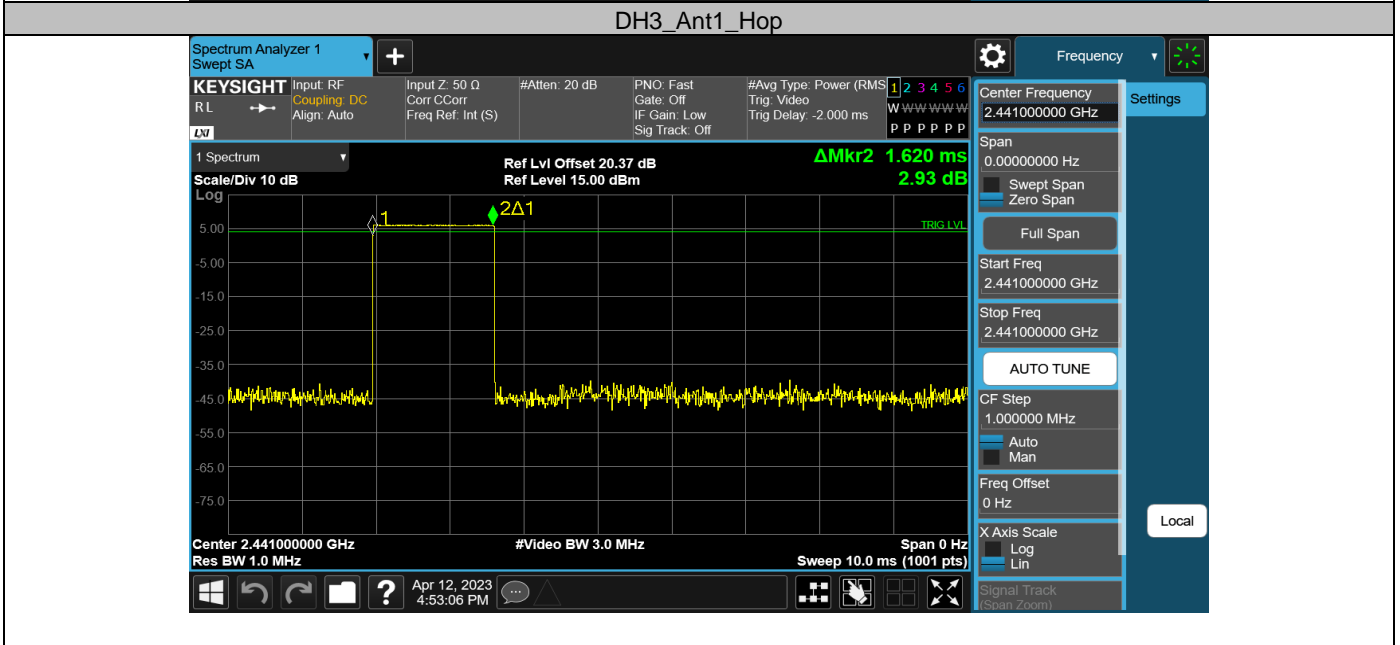 DH3_Ant1_Hop
Spectrum Analyzer 1
Swept SA
Frequency
KEYSIGHT
RL
LXI
Input: RF
Coupling: DC
Align: Auto
Input Z: 50 Ω
Corr CCorr
Freq Ref: Int (S)
#Atten: 20 dB
PNO: Fast
Gate: Off
IF Gain: Low
Sig Track: Off
#Avg Type: Power (RMS
Trig: Video
Trig Delay: -2.000 ms
1 2 3 4 5 6
W W W W W W
P P P P P P
1 Spectrum
Scale/Div 10 dB
Log
Ref Lvl Offset 20.37 dB
Ref Level 15.00 dBm
ΔMkr2 1.620 ms
2.93 dB
1
2Δ1
TRIG LVL
5.00
-5.00
-15.0
-25.0
-35.0
-45.0
-55.0
-65.0
-75.0
Center 2.441000000 GHz
Res BW 1.0 MHz
#Video BW 3.0 MHz
Span 0 Hz
Sweep 10.0 ms (1001 pts)
Center Frequency
2.441000000 GHz
Span
0.00000000 Hz
Swept Span
Zero Span
Full Span
Start Freq
2.441000000 GHz
Stop Freq
2.441000000 GHz
AUTO TUNE
CF Step
1.000000 MHz
Auto
Man
Freq Offset
0 Hz
X Axis Scale
Log
Lin
Signal Track
(Span Zoom)
Settings
Local
?
Apr 12, 2023
4:53:06 PM